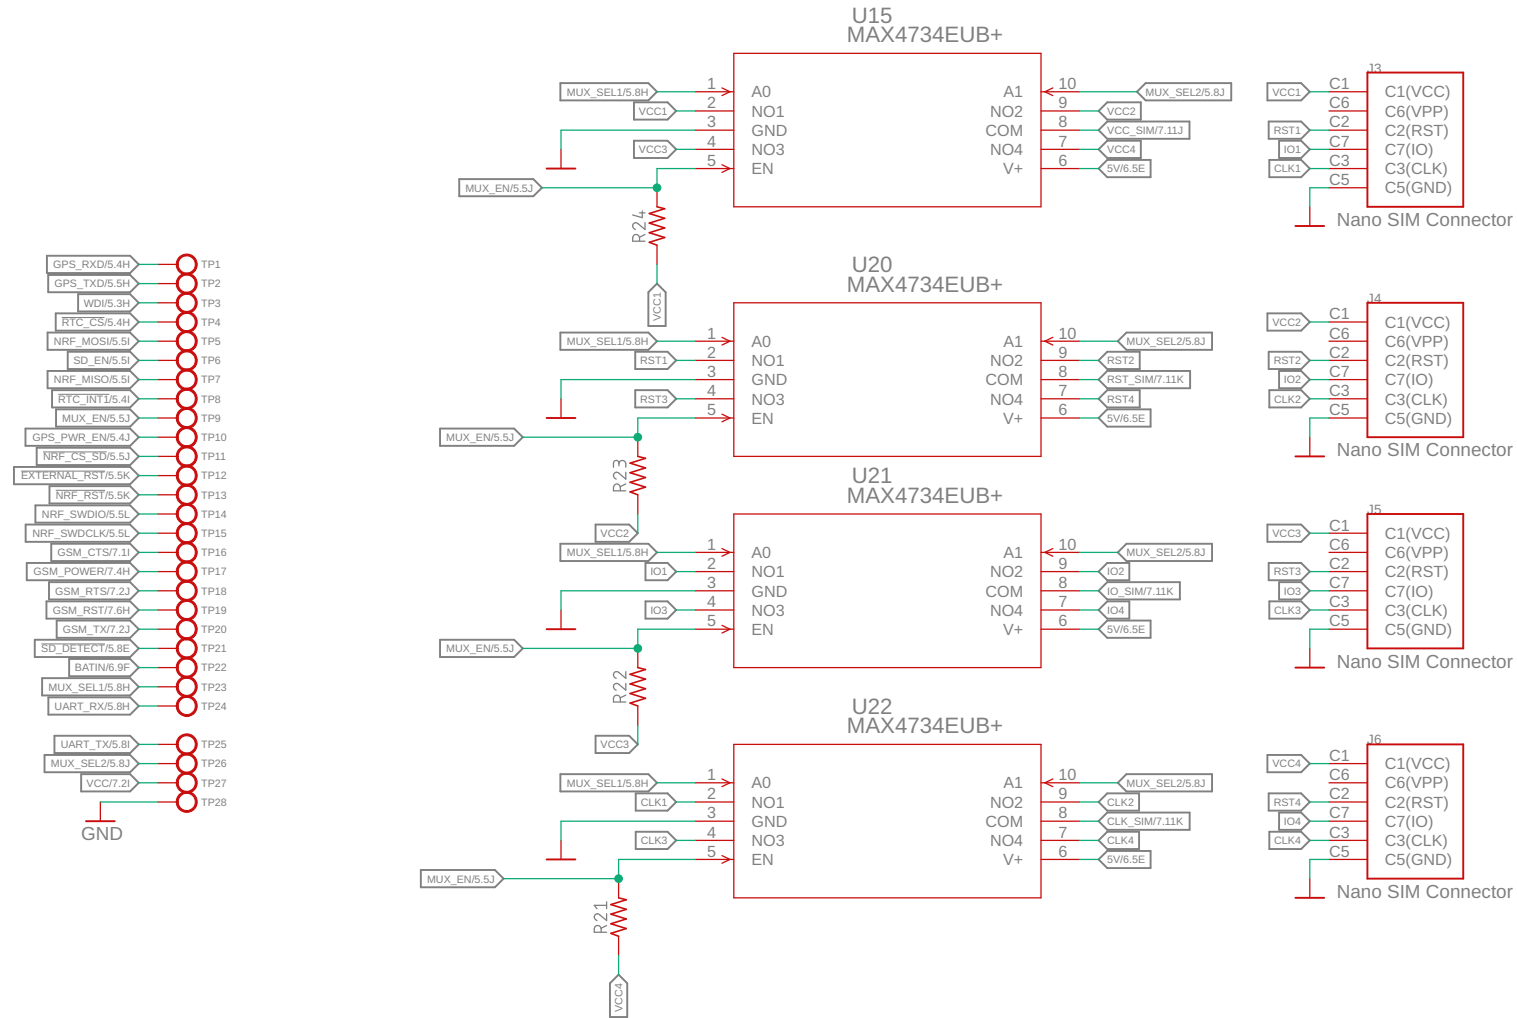 GPS_RXD/5.4H TP1
GPS_TXD/5.5H TP2
WDI/5.3H TP3
RTC_CS/5.4H TP4
NRF_MOSI/5.5I TP5
SD_EN/5.5I TP6
NRF_MISO/5.5I TP7
RTC_INT1/5.4I TP8
MUX_EN/5.5J TP9
GPS_PWR_EN/5.4J TP10
NRF_CS_SD/5.5J TP11
EXTERNAL_RST/5.5K TP12
NRF_RST/5.5K TP13
NRF_SWDIO/5.5L TP14
NRF_SWDCLK/5.5L TP15
GSM_CTS/7.1I TP16
GSM_POWER/7.4H TP17
GSM_RTS/7.2J TP18
GSM_RST/7.6H TP19
GSM_TX/7.2J TP20
SD_DETECT/5.8E TP21
BATIN/6.9F TP22
MUX_SEL1/5.8H TP23
UART_RX/5.8H TP24
UART_TX/5.8I TP25
MUX_SEL2/5.8J TP26
VCC/7.2I TP27
TP28
GND
U15
MAX4734EUB+
MUX_SEL1/5.8H 1 A0 A1 10 MUX_SEL2/5.8J
VCC1 2 NO1 NO2 9 VCC2
3 GND COM 8 VCC_SIM/7.11J
VCC3 4 NO3 NO4 7 VCC4
5 EN V+ 6 5V/6.5E
MUX_EN/5.5J
R24
VCC1
U20
MAX4734EUB+
MUX_SEL1/5.8H 1 A0 A1 10 MUX_SEL2/5.8J
RST1 2 NO1 NO2 9 RST2
3 GND COM 8 RST_SIM/7.11K
RST3 4 NO3 NO4 7 RST4
5 EN V+ 6 5V/6.5E
MUX_EN/5.5J
R23
VCC2
U21
MAX4734EUB+
MUX_SEL1/5.8H 1 A0 A1 10 MUX_SEL2/5.8J
IO1 2 NO1 NO2 9 IO2
3 GND COM 8 IO_SIM/7.11K
IO3 4 NO3 NO4 7 IO4
5 EN V+ 6 5V/6.5E
MUX_EN/5.5J
R22
VCC3
U22
MAX4734EUB+
MUX_SEL1/5.8H 1 A0 A1 10 MUX_SEL2/5.8J
CLK1 2 NO1 NO2 9 CLK2
3 GND COM 8 CLK_SIM/7.11K
CLK3 4 NO3 NO4 7 CLK4
5 EN V+ 6 5V/6.5E
MUX_EN/5.5J
R21
VCC4
J3
VCC1 C1 C1(VCC)
C6 C6(VPP)
RST1 C2 C2(RST)
IO1 C7 C7(IO)
CLK1 C3 C3(CLK)
C5 C5(GND)
Nano SIM Connector
J4
VCC2 C1 C1(VCC)
C6 C6(VPP)
RST2 C2 C2(RST)
IO2 C7 C7(IO)
CLK2 C3 C3(CLK)
C5 C5(GND)
Nano SIM Connector
J5
VCC3 C1 C1(VCC)
C6 C6(VPP)
RST3 C2 C2(RST)
IO3 C7 C7(IO)
CLK3 C3 C3(CLK)
C5 C5(GND)
Nano SIM Connector
J6
VCC4 C1 C1(VCC)
C6 C6(VPP)
RST4 C2 C2(RST)
IO4 C7 C7(IO)
CLK4 C3 C3(CLK)
C5 C5(GND)
Nano SIM Connector